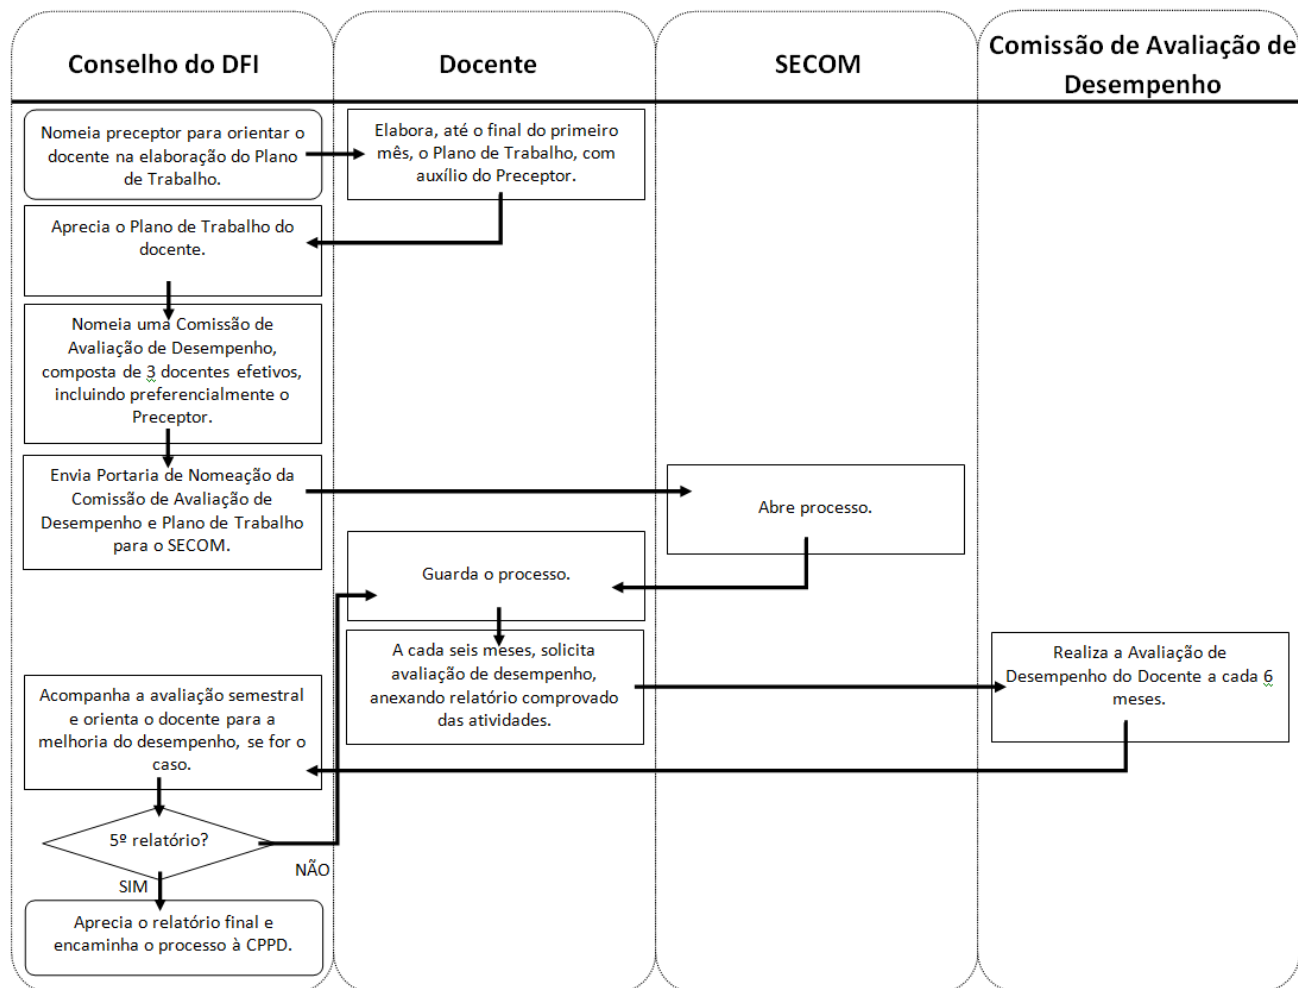 Conselho do DFI
Docente
SECOM
Comissão de Avaliação de
Desempenho
Nomeia preceptor para orientar o
docente na elaboração do Plano
de Trabalho.
Elabora, até o final do primeiro
mês, o Plano de Trabalho, com
auxílio do Preceptor.
Aprecia o Plano de Trabalho do
docente.
Nomeia uma Comissão de
Avaliação de Desempenho,
composta de 3 docentes efetivos,
incluindo preferencialmente o
Preceptor.
Envia Portaria de Nomeação da
Comissão de Avaliação de
Desempenho e Plano de Trabalho
para o SECOM.
Abre processo.
Guarda o processo.
A cada seis meses, solicita
avaliação de desempenho,
anexando relatório comprovado
das atividades.
Realiza a Avaliação de
Desempenho do Docente a cada 6
meses.
Acompanha a avaliação semestral
e orienta o docente para a
melhoria do desempenho, se for o
caso.
5º relatório?
NÃO
SIM
Aprecia o relatório final e
encaminha o processo à CPPD.